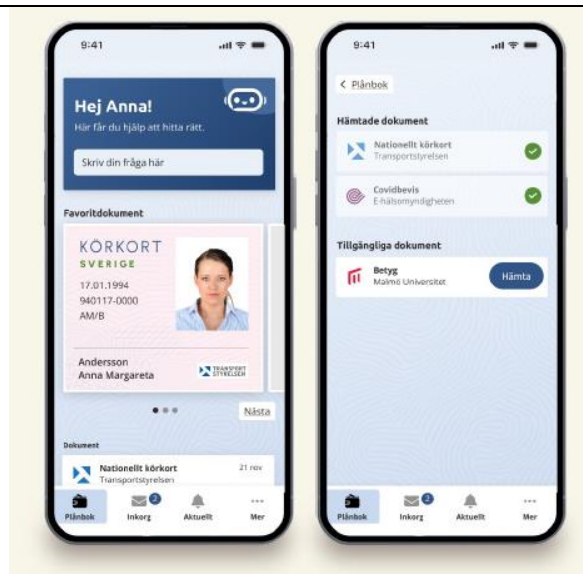 9:41
Hej Anna!
Här får du hjälp att hitta rätt.
Skriv din fråga här
Favoritdokument
KÖRKORT
SVERIGE
17.01.1994
940117-0000
AM/B
Andersson
Anna Margareta
TRANSPORT
STYRELSEN
Nästa
Dokument
Nationellt körkort
21 nov
Transportstyrelsen
Plånbok
Inkorg
2
Aktuellt
Mer
9:41
< Plånbok
Hämtade dokument
Nationellt körkort
Transportstyrelsen
Covidbevis
E-hälsomyndigheten
Tillgängliga dokument
Betyg
Malmö Universitet
Hämta
Plånbok
Inkorg
2
Aktuellt
Mer